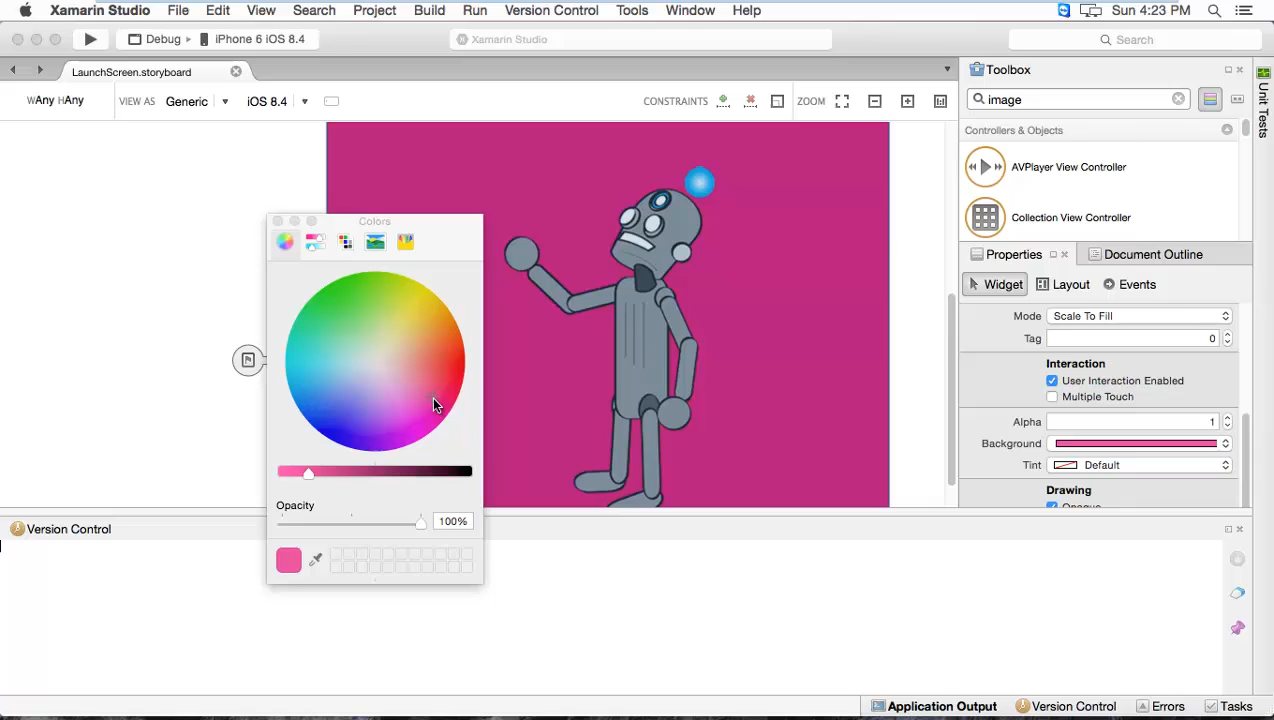 Xamarin Studio File Edit View Search Project Build Run Version Control Tools Window Help Sun 4:23 PM
Debug iPhone 6 iOS 8.4 Xamarin Studio Search
LaunchScreen.storyboard
Toolbox
wAny hAny VIEW AS Generic iOS 8.4 CONSTRAINTS ZOOM
image
Unit Tests
Controllers & Objects
AVPlayer View Controller
Collection View Controller
Colors
Properties Document Outline
Widget Layout Events
Mode Scale To Fill
Tag 0
Interaction
User Interaction Enabled
Multiple Touch
Alpha 1
Background
Tint Default
Drawing
Opaque
Opacity
100%
Version Control
Application Output Version Control Errors Tasks